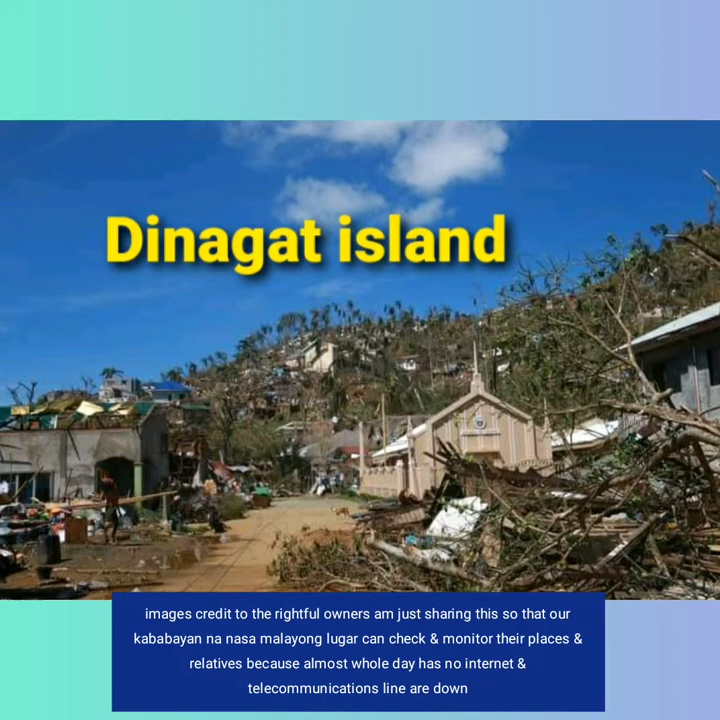 Dinagat island
images credit to the rightful owners am just sharing this so that our
kababayan na nasa malayong lugar can check & monitor their places &
relatives because almost whole day has no internet &
telecommunications line are down